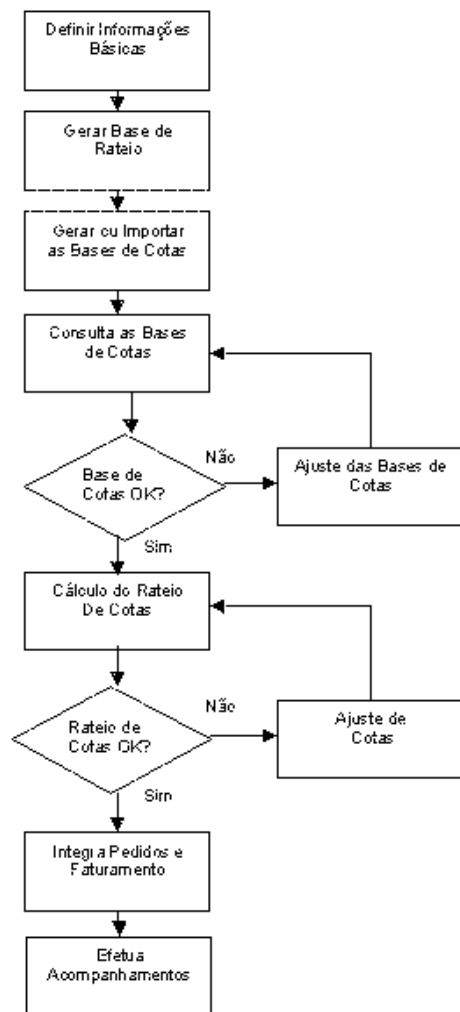 Definir Informações
Básicas
Gerar Base de
Rateio
Gerar ou Importar
as Bases de Cotas
Consulta as Bases
de Cotas
Não
Base de
Cotas OK?
Ajuste das Bases de
Cotas
Sim
Cálculo do Rateio
De Cotas
Não
Rateio de
Cotas OK?
Ajuste de
Cotas
Sim
Integra Pedidos e
Faturamento
Efetua
Acompanhamentos